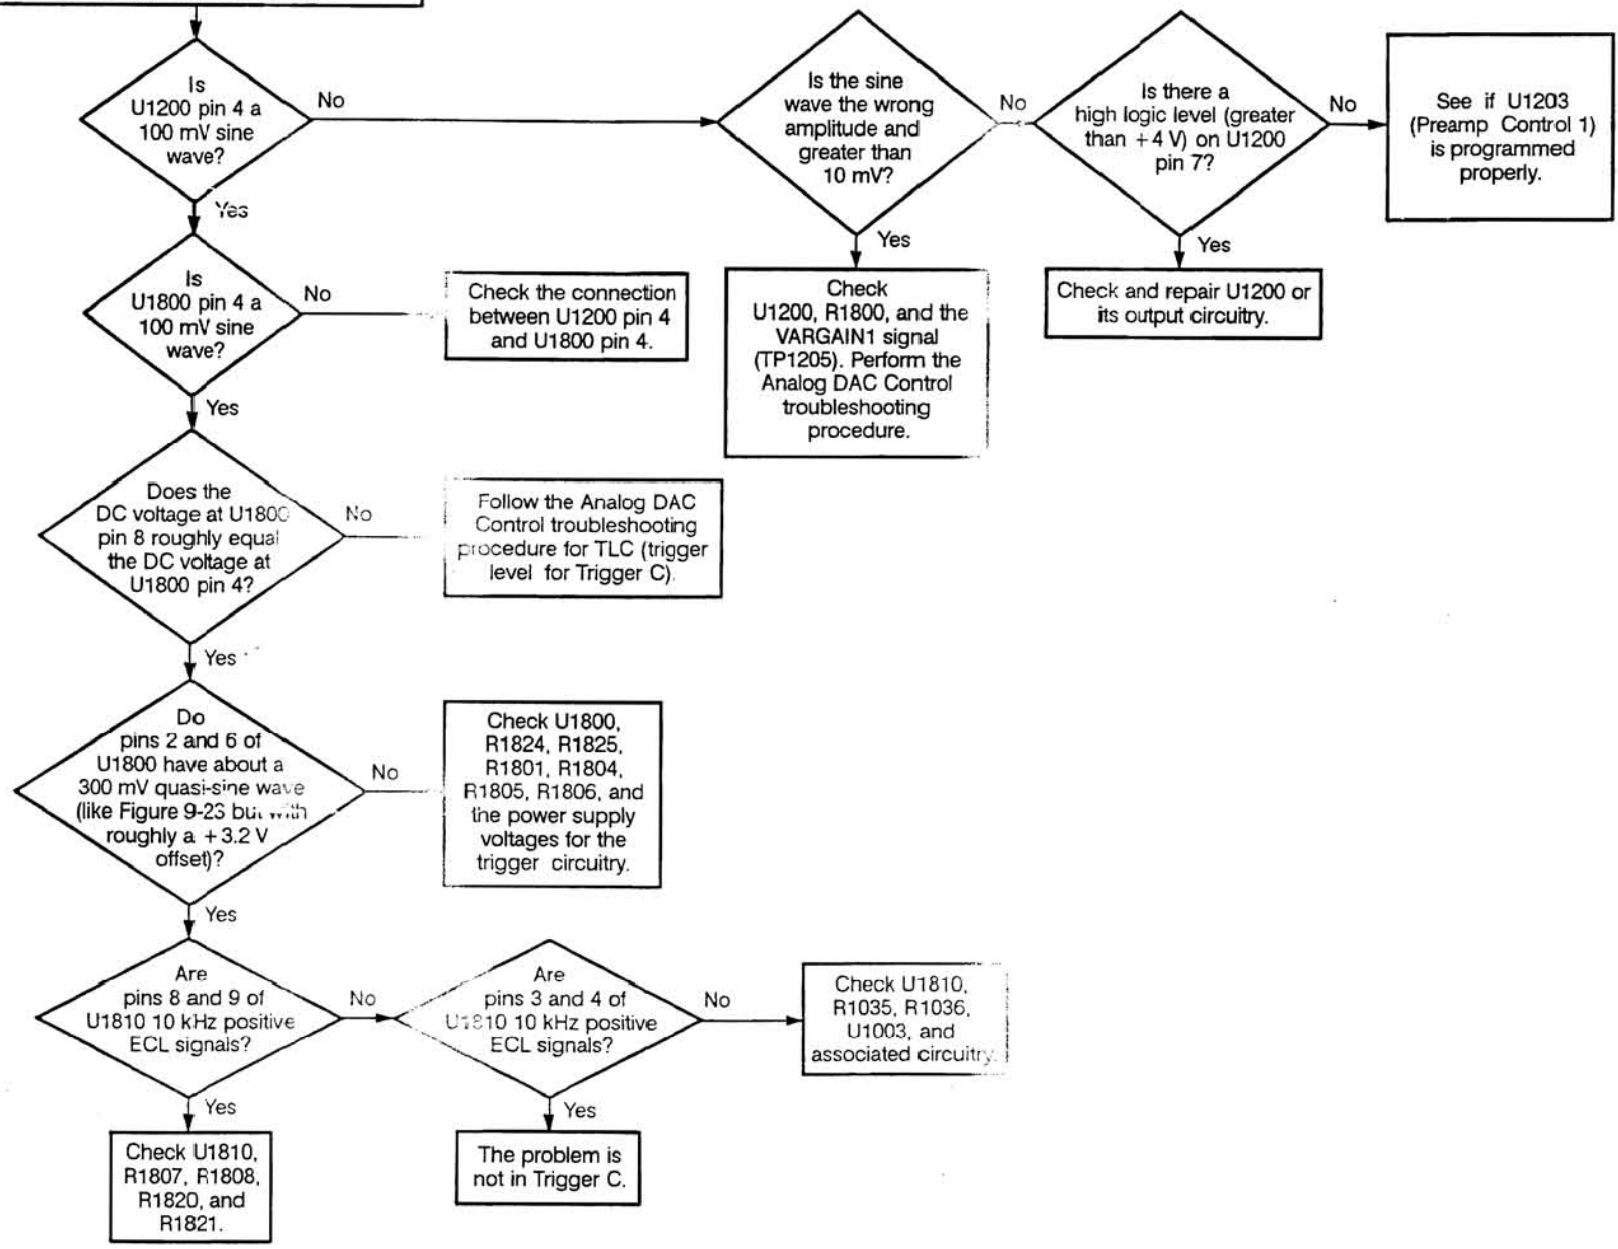 Is
U1200 pin 4 a
100 mV sine
wave?
No
Yes
Is the sine
wave the wrong
amplitude and
greater than
10 mV?
No
Yes
Is there a
high logic level (greater
than +4 V) on U1200
pin 7?
No
Yes
See if U1203
(Preamp Control 1)
is programmed
properly.
Is
U1800 pin 4 a
100 mV sine
wave?
No
Yes
Check the connection
between U1200 pin 4
and U1800 pin 4.
Check
U1200, R1800, and the
VARGAIN1 signal
(TP1205). Perform the
Analog DAC Control
troubleshooting
procedure.
Check and repair U1200 or
its output circuitry.
Does the
DC voltage at U1800
pin 8 roughly equal
the DC voltage at
U1800 pin 4?
No
Yes
Follow the Analog DAC
Control troubleshooting
procedure for TLC (trigger
level for Trigger C).
Do
pins 2 and 6 of
U1800 have about a
300 mV quasi-sine wave
(like Figure 9-23 but with
roughly a +3.2 V
offset)?
No
Yes
Check U1800,
R1824, R1825,
R1801, R1804,
R1805, R1806, and
the power supply
voltages for the
trigger circuitry.
Are
pins 8 and 9 of
U1810 10 kHz positive
ECL signals?
No
Yes
Are
pins 3 and 4 of
U1810 10 kHz positive
ECL signals?
No
Yes
Check U1810,
R1035, R1036,
U1003, and
associated circuitry.
Check U1810,
R1807, R1808,
R1820, and
R1821.
The problem is
not in Trigger C.